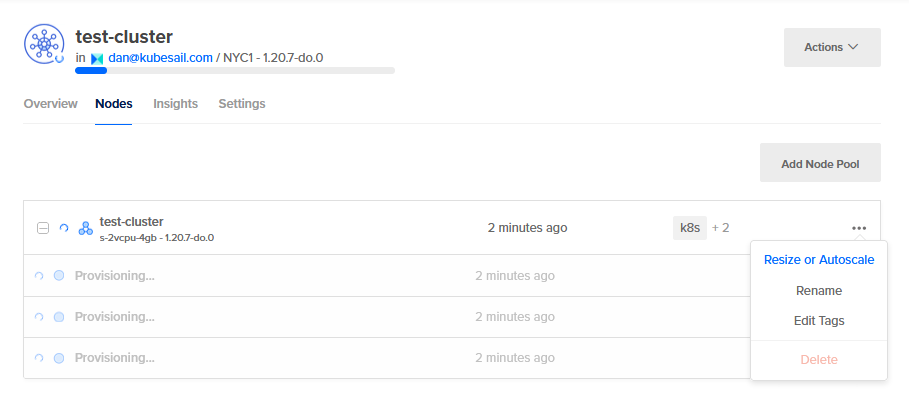 test-cluster
in dan@kubesail.com / NYC1 - 1.20.7-do.0
Actions
Overview Nodes Insights Settings
Add Node Pool
test-cluster
s-2vcpu-4gb - 1.20.7-do.0
2 minutes ago
k8s + 2
Provisioning... 2 minutes ago
Provisioning... 2 minutes ago
Provisioning... 2 minutes ago
Resize or Autoscale
Rename
Edit Tags
Delete